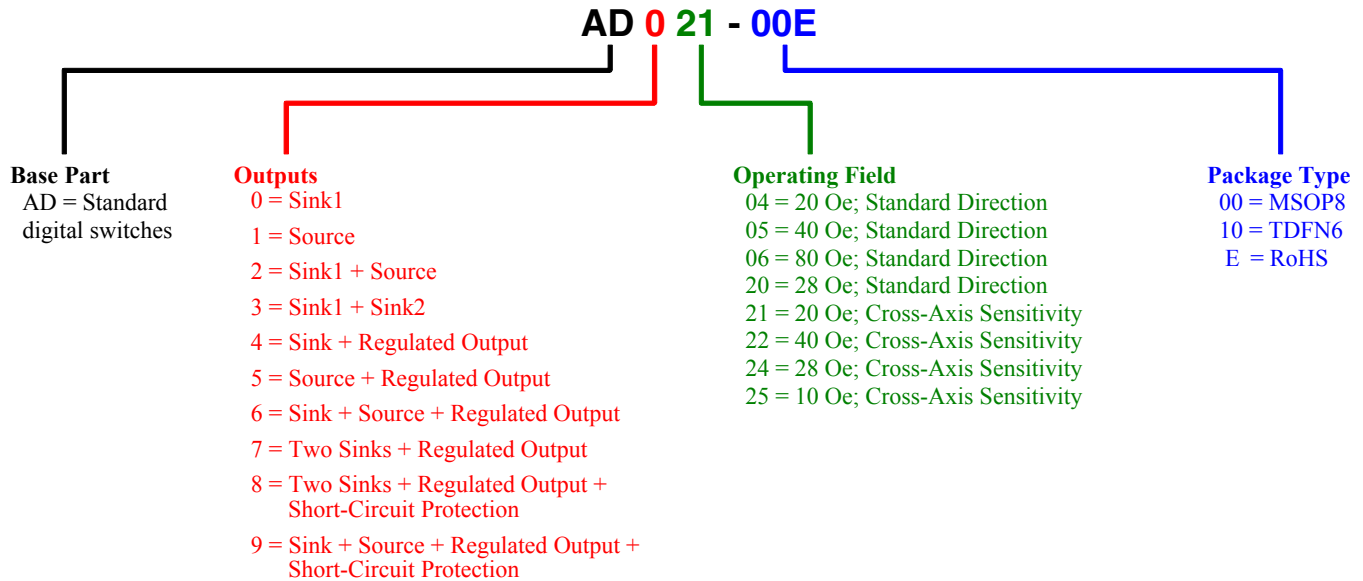 AD 0 21 - 00E
Base Part
AD = Standard
digital switches
Outputs
0 = Sink1
1 = Source
2 = Sink1 + Source
3 = Sink1 + Sink2
4 = Sink + Regulated Output
5 = Source + Regulated Output
6 = Sink + Source + Regulated Output
7 = Two Sinks + Regulated Output
8 = Two Sinks + Regulated Output +
Short-Circuit Protection
9 = Sink + Source + Regulated Output +
Short-Circuit Protection
Operating Field
04 = 20 Oe; Standard Direction
05 = 40 Oe; Standard Direction
06 = 80 Oe; Standard Direction
20 = 28 Oe; Standard Direction
21 = 20 Oe; Cross-Axis Sensitivity
22 = 40 Oe; Cross-Axis Sensitivity
24 = 28 Oe; Cross-Axis Sensitivity
25 = 10 Oe; Cross-Axis Sensitivity
Package Type
00 = MSOP8
10 = TDFN6
E = RoHS